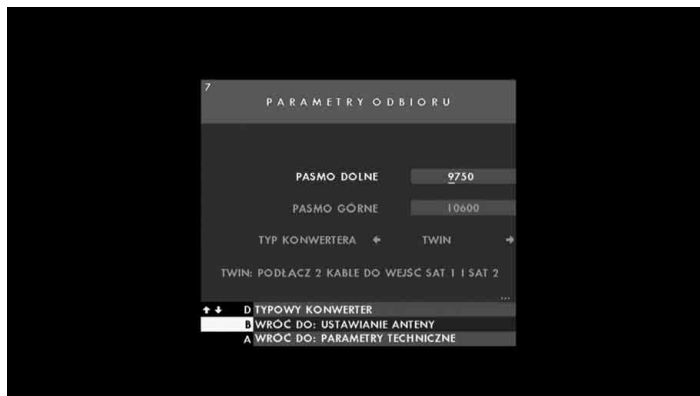 7
PARAMETRY ODBIORU
PASMO DOLNE 9750
PASMO GÓRNE 10600
TYP KONWERTERA ← TWIN →
TWIN: PODŁĄCZ 2 KABLE DO WEJŚĆ SAT 1 I SAT 2
...
↑ ↓ D TYPOWY KONWERTER
B WRÓĆ DO: USTAWIANIE ANTENY
A WRÓĆ DO: PARAMETRY TECHNICZNE